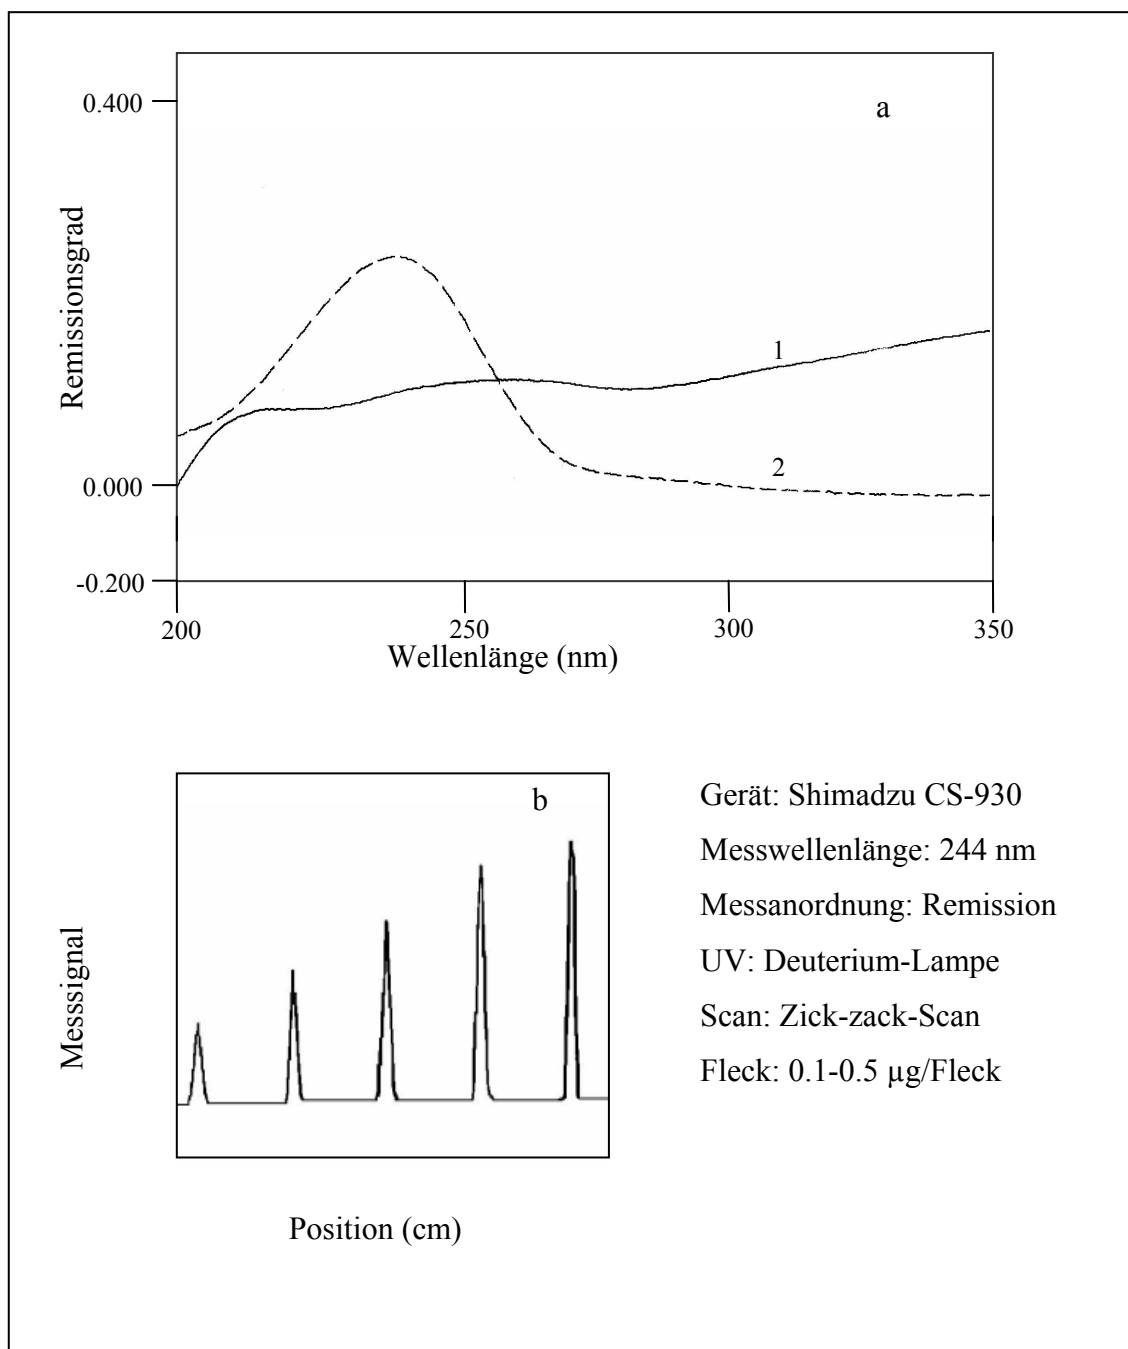 a
0.400
0.000
-0.200
Remissionsgrad
1
2
200
250
300
350
Wellenlänge (nm)
b
Messsignal
Position (cm)
Gerät: Shimadzu CS-930
Messwellenlänge: 244 nm
Messanordnung: Remission
UV: Deuterium-Lampe
Scan: Zick-zack-Scan
Fleck: 0.1-0.5 µg/Fleck